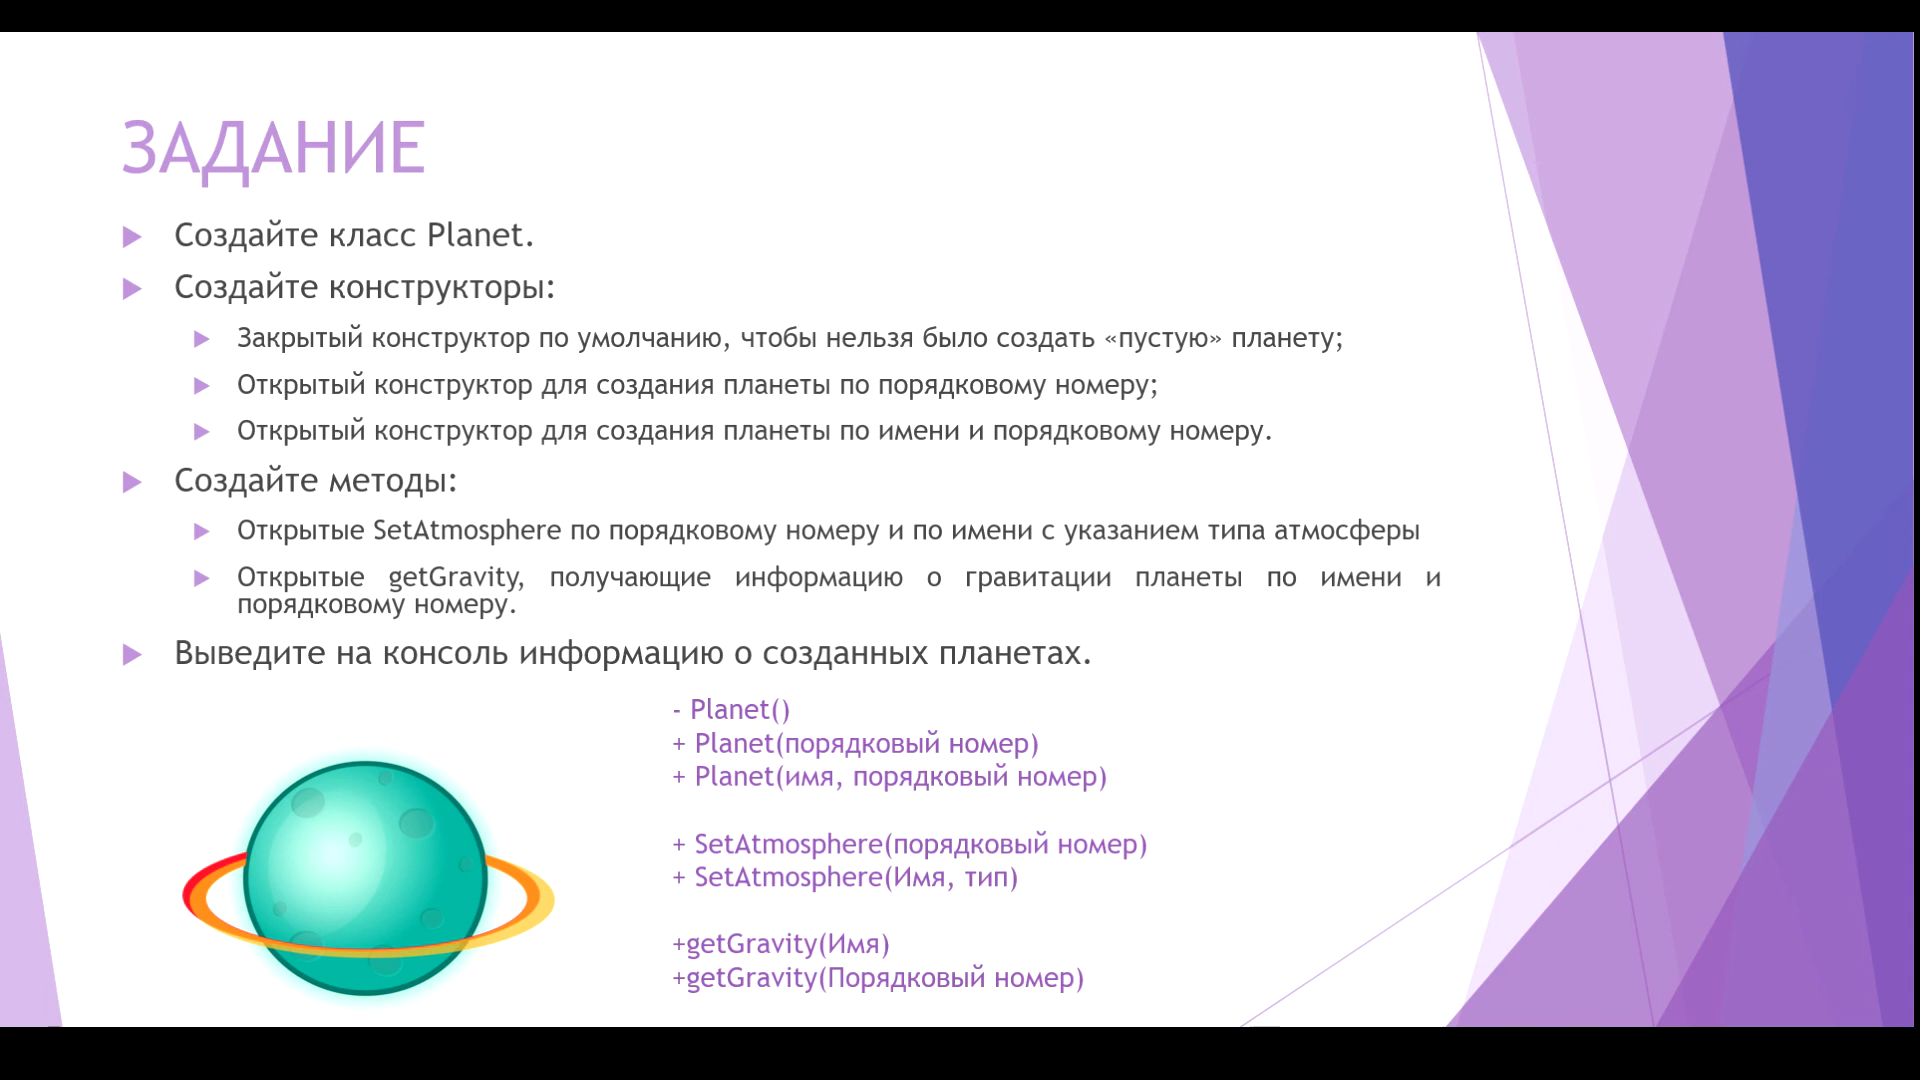 ЗАДАНИЕ
Создайте класс Planet.
Создайте конструкторы:
Закрытый конструктор по умолчанию, чтобы нельзя было создать «пустую» планету;
Открытый конструктор для создания планеты по порядковому номеру;
Открытый конструктор для создания планеты по имени и порядковому номеру.
Создайте методы:
Открытые SetAtmosphere по порядковому номеру и по имени с указанием типа атмосферы
Открытые getGravity, получающие информацию о гравитации планеты по имени и
порядковому номеру.
Выведите на консоль информацию о созданных планетах.
- Planet()
+ Planet(порядковый номер)
+ Planet(имя, порядковый номер)
+ SetAtmosphere(порядковый номер)
+ SetAtmosphere(Имя, тип)
+getGravity(Имя)
+getGravity(Порядковый номер)